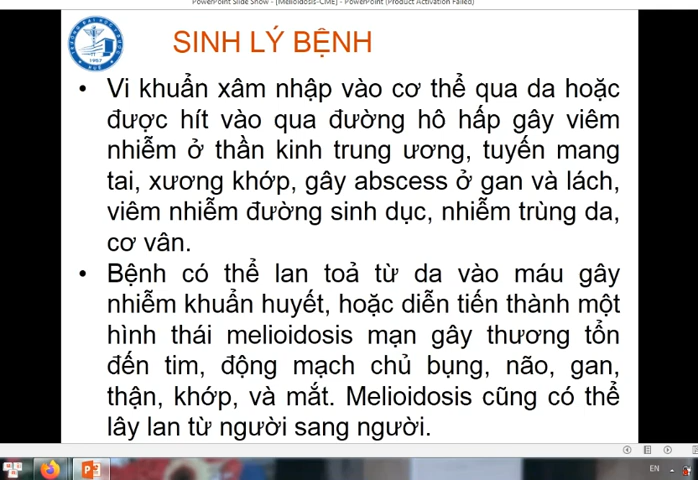 PowerPoint Slide Show - [Melioidosis-CME] - PowerPoint (Product Activation Failed)
SINH LÝ BỆNH
• Vi khuẩn xâm nhập vào cơ thể qua da hoặc
được hít vào qua đường hô hấp gây viêm
nhiễm ở thần kinh trung ương, tuyến mang
tai, xương khớp, gây abscess ở gan và lách,
viêm nhiễm đường sinh dục, nhiễm trùng da,
cơ vân.
• Bệnh có thể lan toả từ da vào máu gây
nhiễm khuẩn huyết, hoặc diễn tiến thành một
hình thái melioidosis mạn gây thương tổn
đến tim, động mạch chủ bụng, não, gan,
thận, khớp, và mắt. Melioidosis cũng có thể
lây lan từ người sang người.
EN